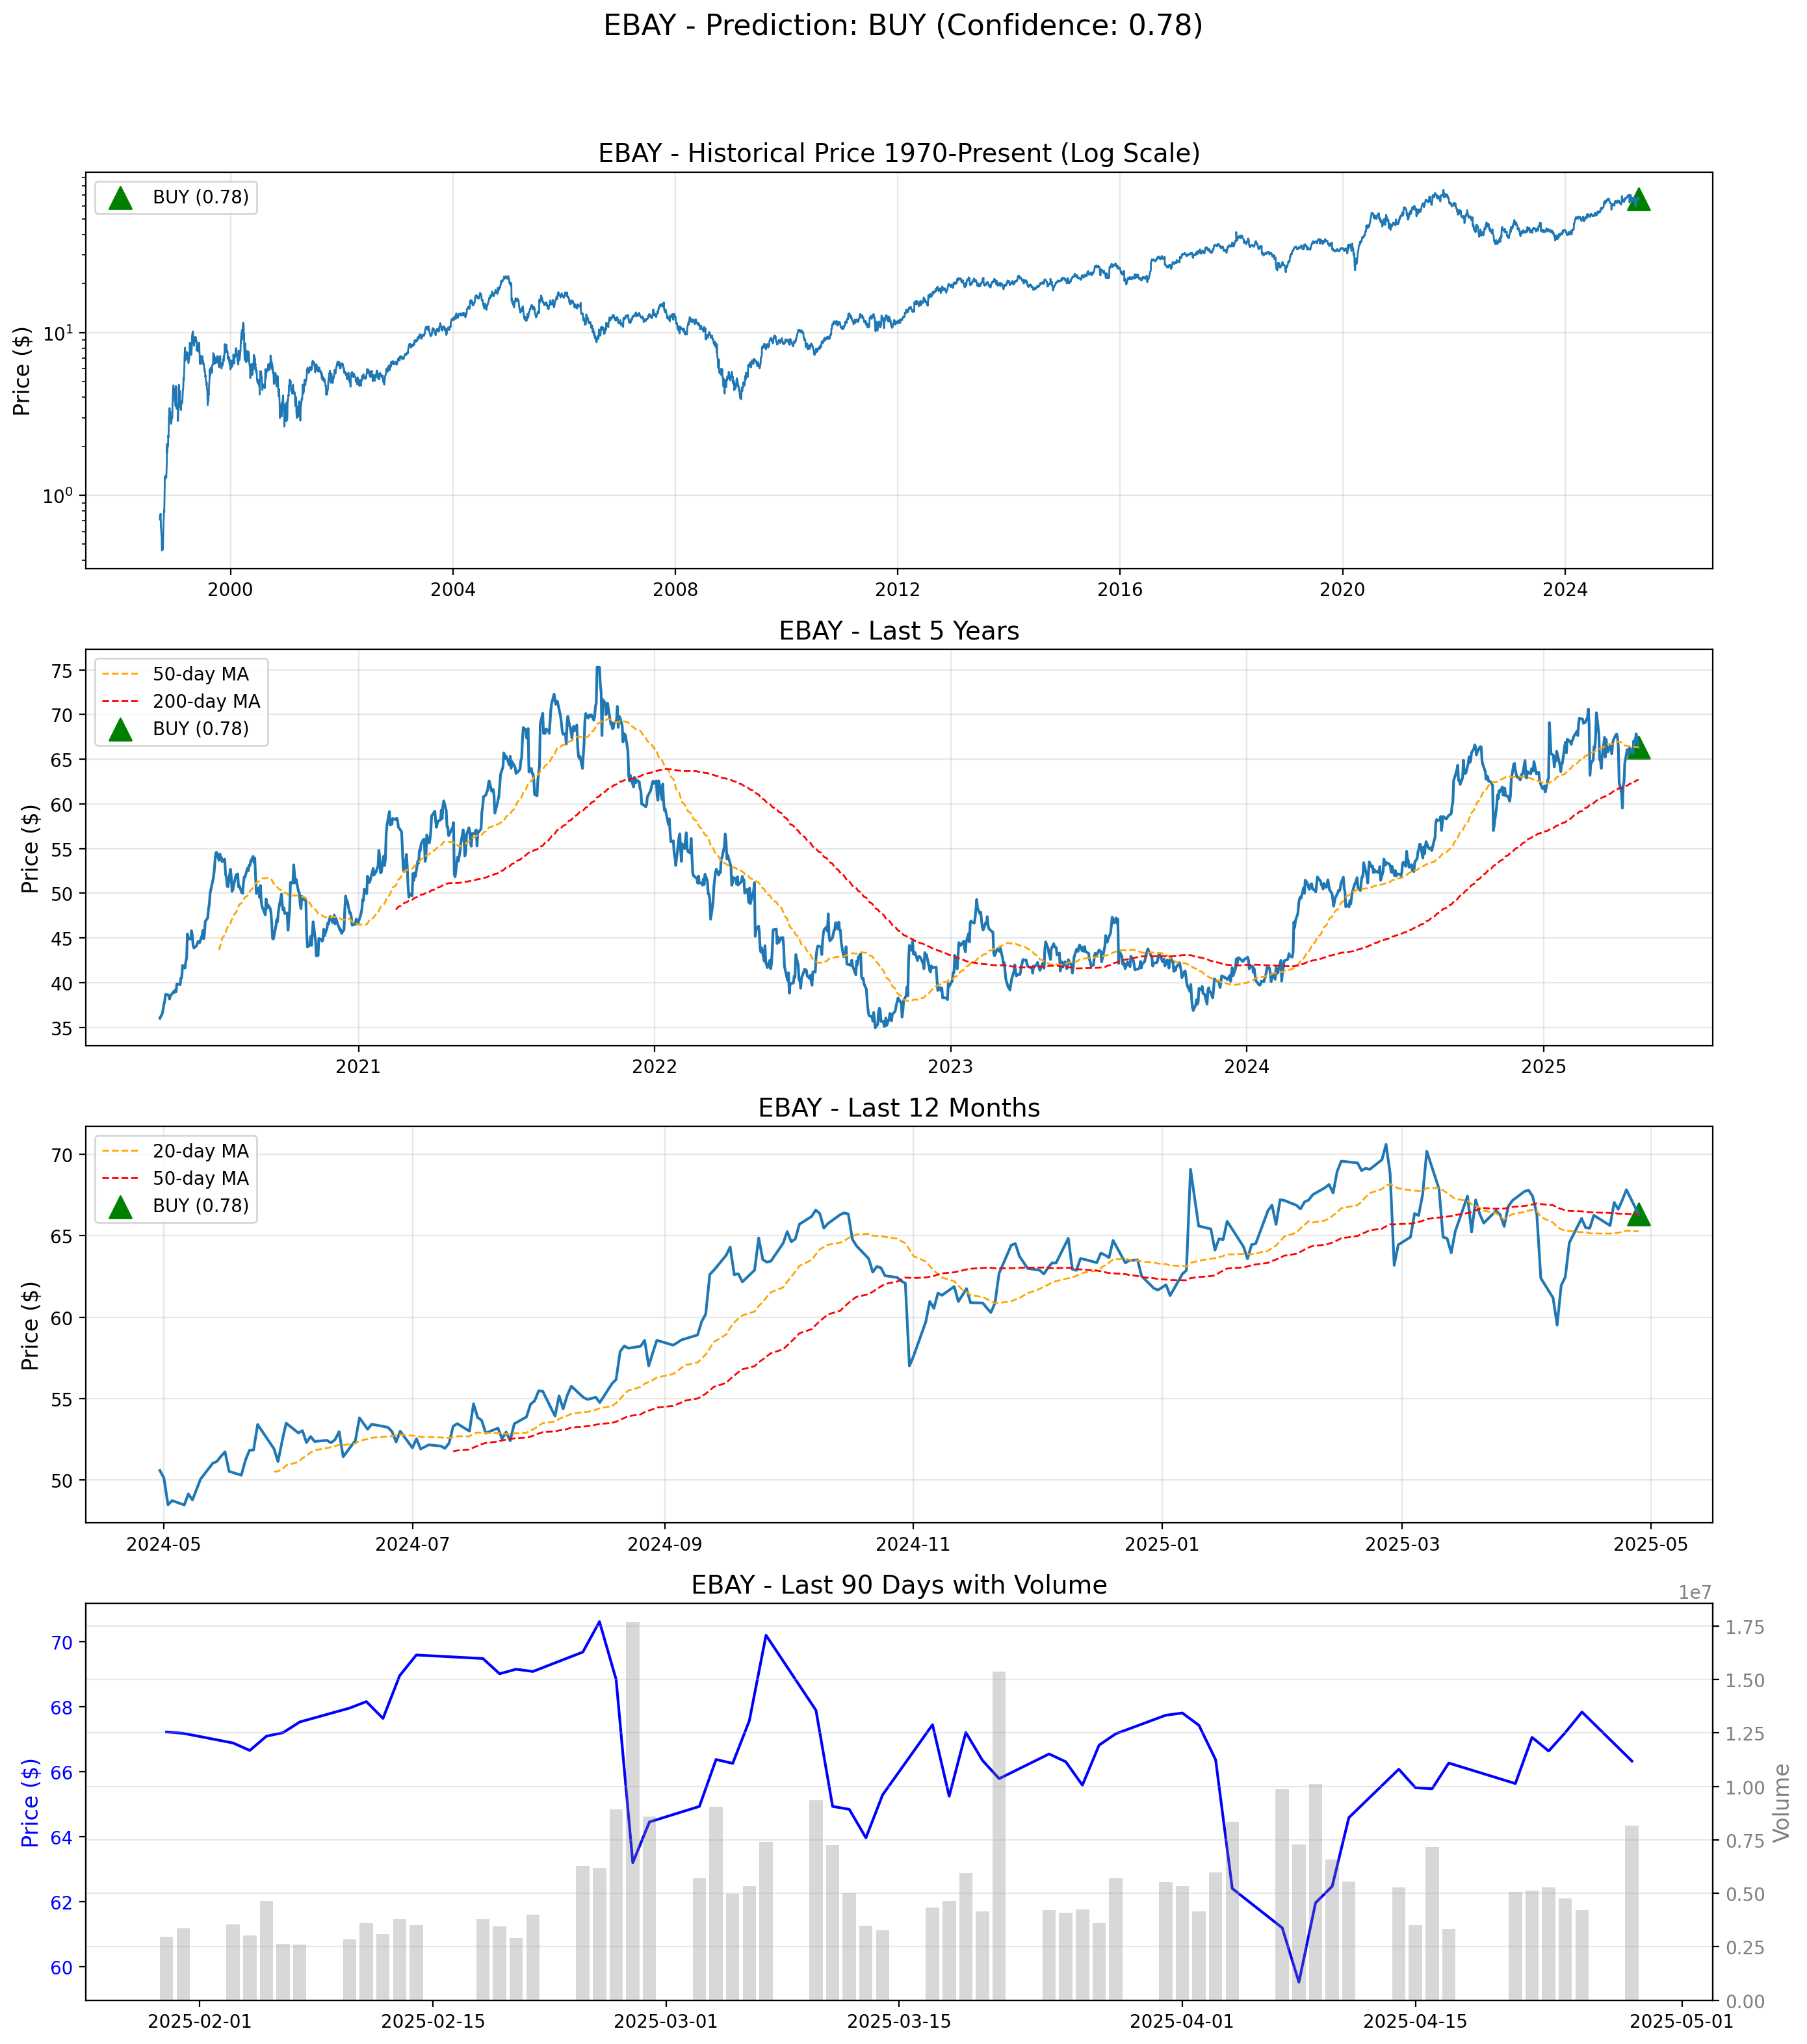 EBAY - Prediction: BUY (Confidence: 0.78)
EBAY - Historical Price 1970-Present (Log Scale)
BUY (0.78)
Price ($)
10¹
10⁰
2000 2004 2008 2012 2016 2020 2024
EBAY - Last 5 Years
50-day MA
200-day MA
BUY (0.78)
Price ($)
75
70
65
60
55
50
45
40
35
2021 2022 2023 2024 2025
EBAY - Last 12 Months
20-day MA
50-day MA
BUY (0.78)
Price ($)
70
65
60
55
50
2024-05 2024-07 2024-09 2024-11 2025-01 2025-03 2025-05
EBAY - Last 90 Days with Volume
1e7
Price ($)
70
68
66
64
62
60
1.75
1.50
1.25
1.00
0.75
0.50
0.25
0.00
Volume
2025-02-01 2025-02-15 2025-03-01 2025-03-15 2025-04-01 2025-04-15 2025-05-01